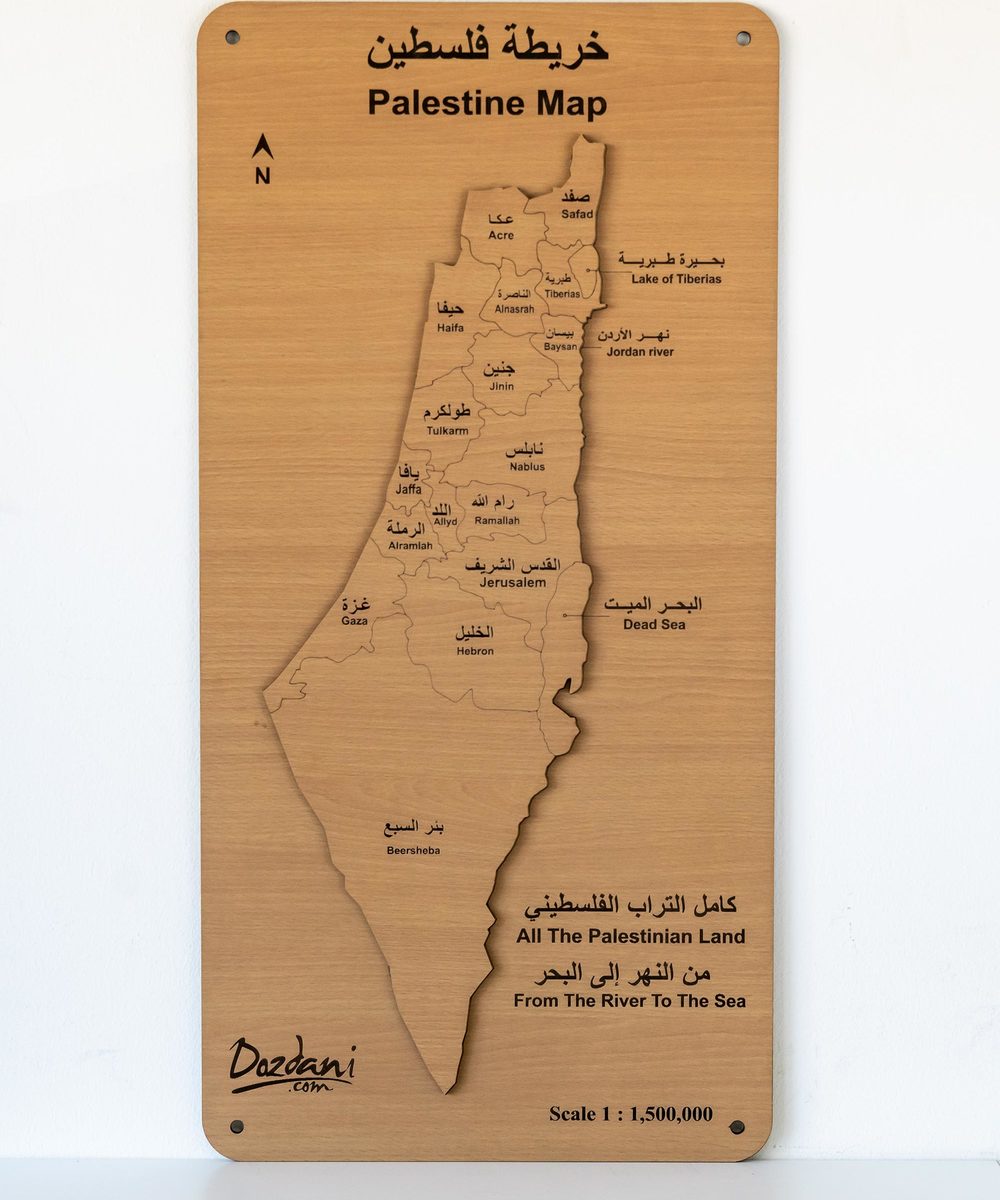 خريطة فلسطين
Palestine Map
N
صفد
Safad
عكا
Acre
بحيرة طبرية
Lake of Tiberias
طبرية
Tiberias
الناصرة
Alnasrah
حيفا
Haifa
بيسان
Baysan
نهر الأردن
Jordan river
جنين
Jinin
طولكرم
Tulkarm
نابلس
Nablus
يافا
Jaffa
اللد
Allyd
رام الله
Ramallah
الرملة
Alramlah
القدس الشريف
Jerusalem
غزة
Gaza
البحر الميت
Dead Sea
الخليل
Hebron
بئر السبع
Beersheba
كامل التراب الفلسطيني
All The Palestinian Land
من النهر إلى البحر
From The River To The Sea
Dozdani
.com
Scale 1 : 1,500,000